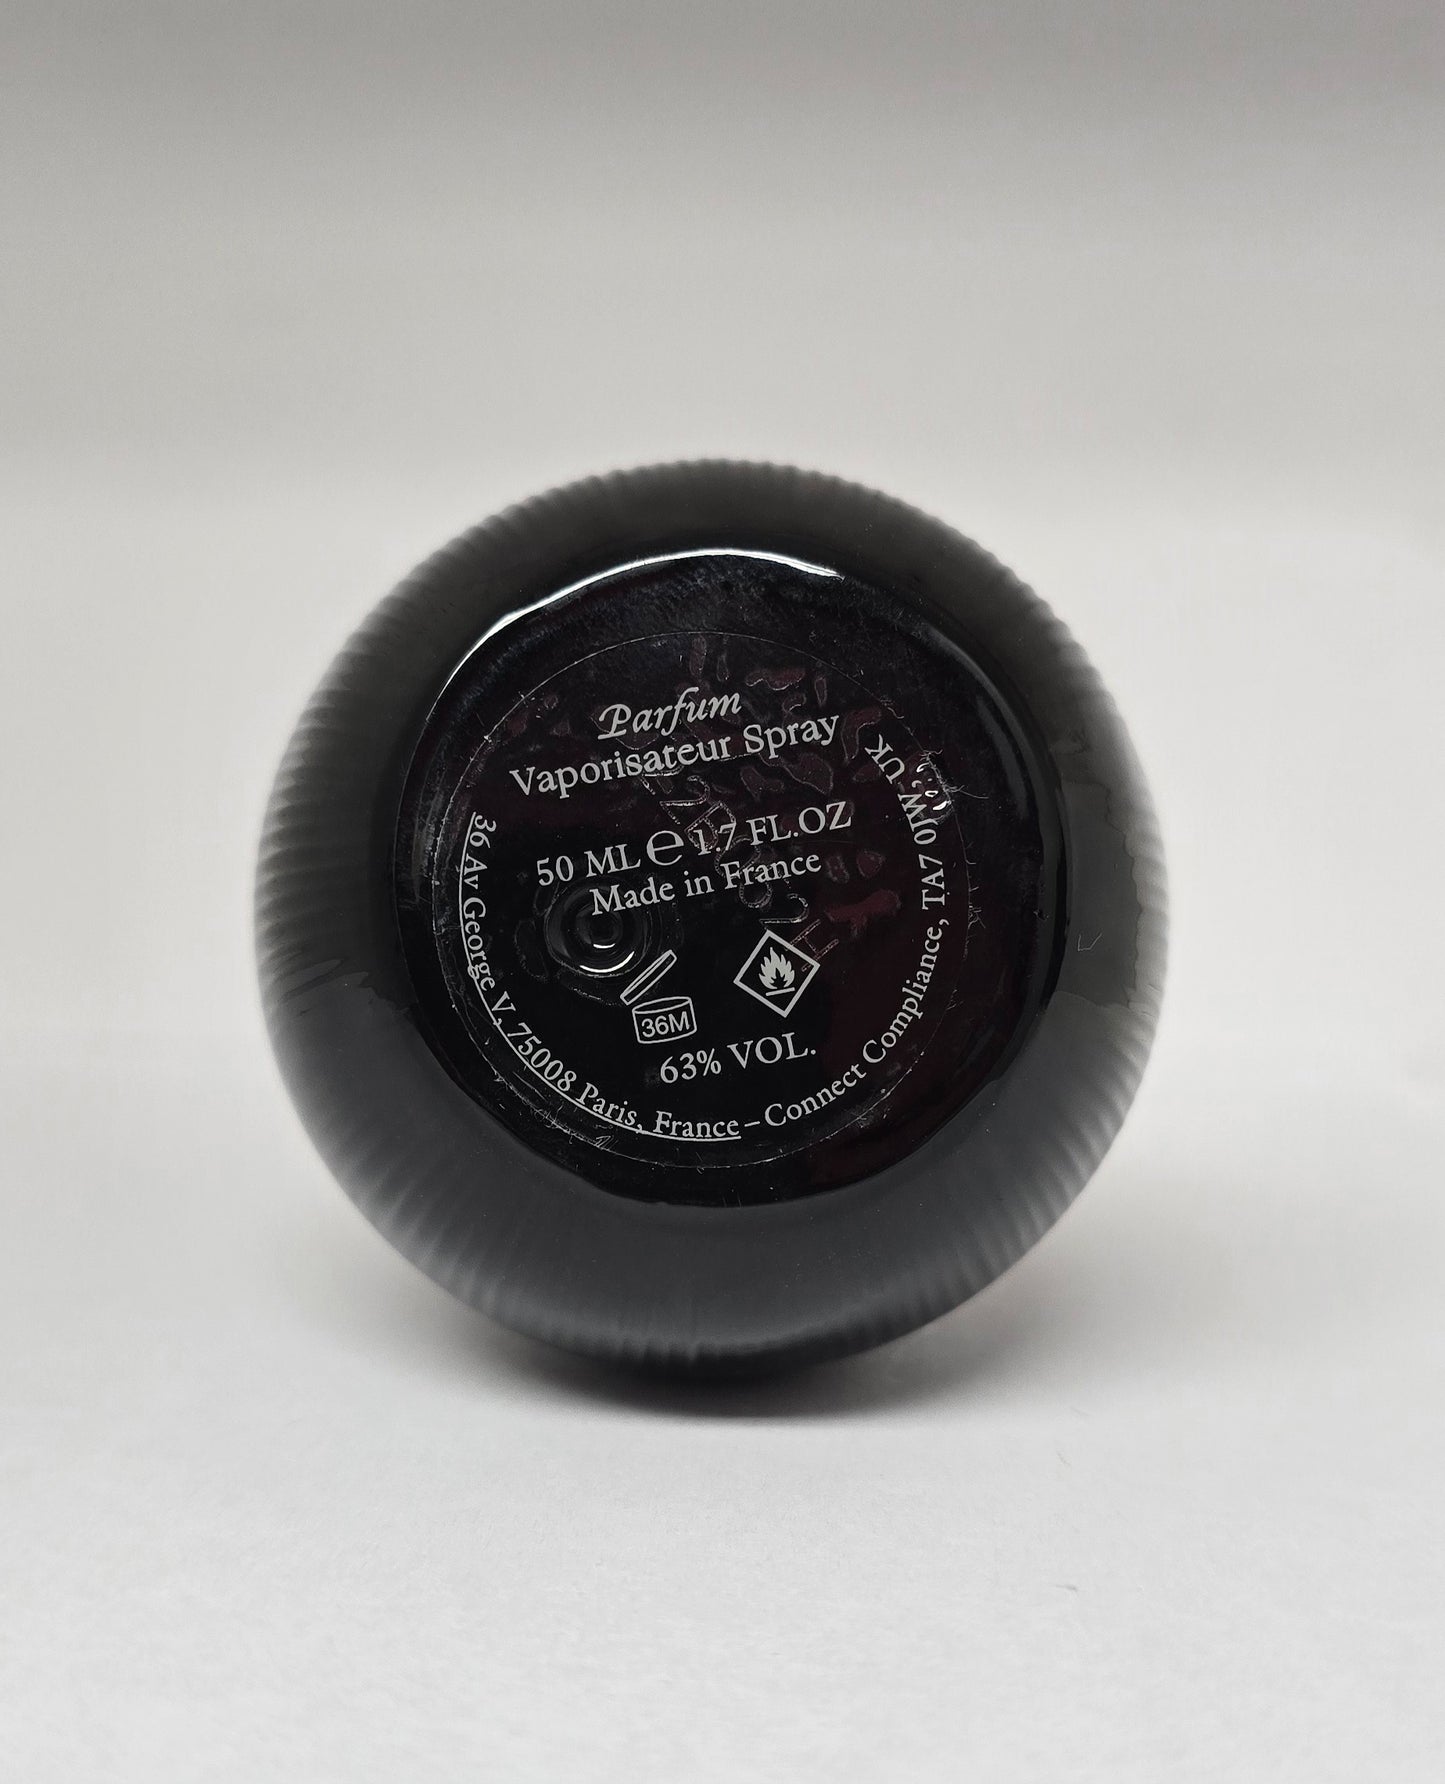 Parfum
Vaporisateur Spray
50 ML ℮ 1.7 FL.OZ
Made in France
36M
63% VOL.
36 Av George V, 75008 Paris, France – Connect Compliance, TA7 0JW, UK